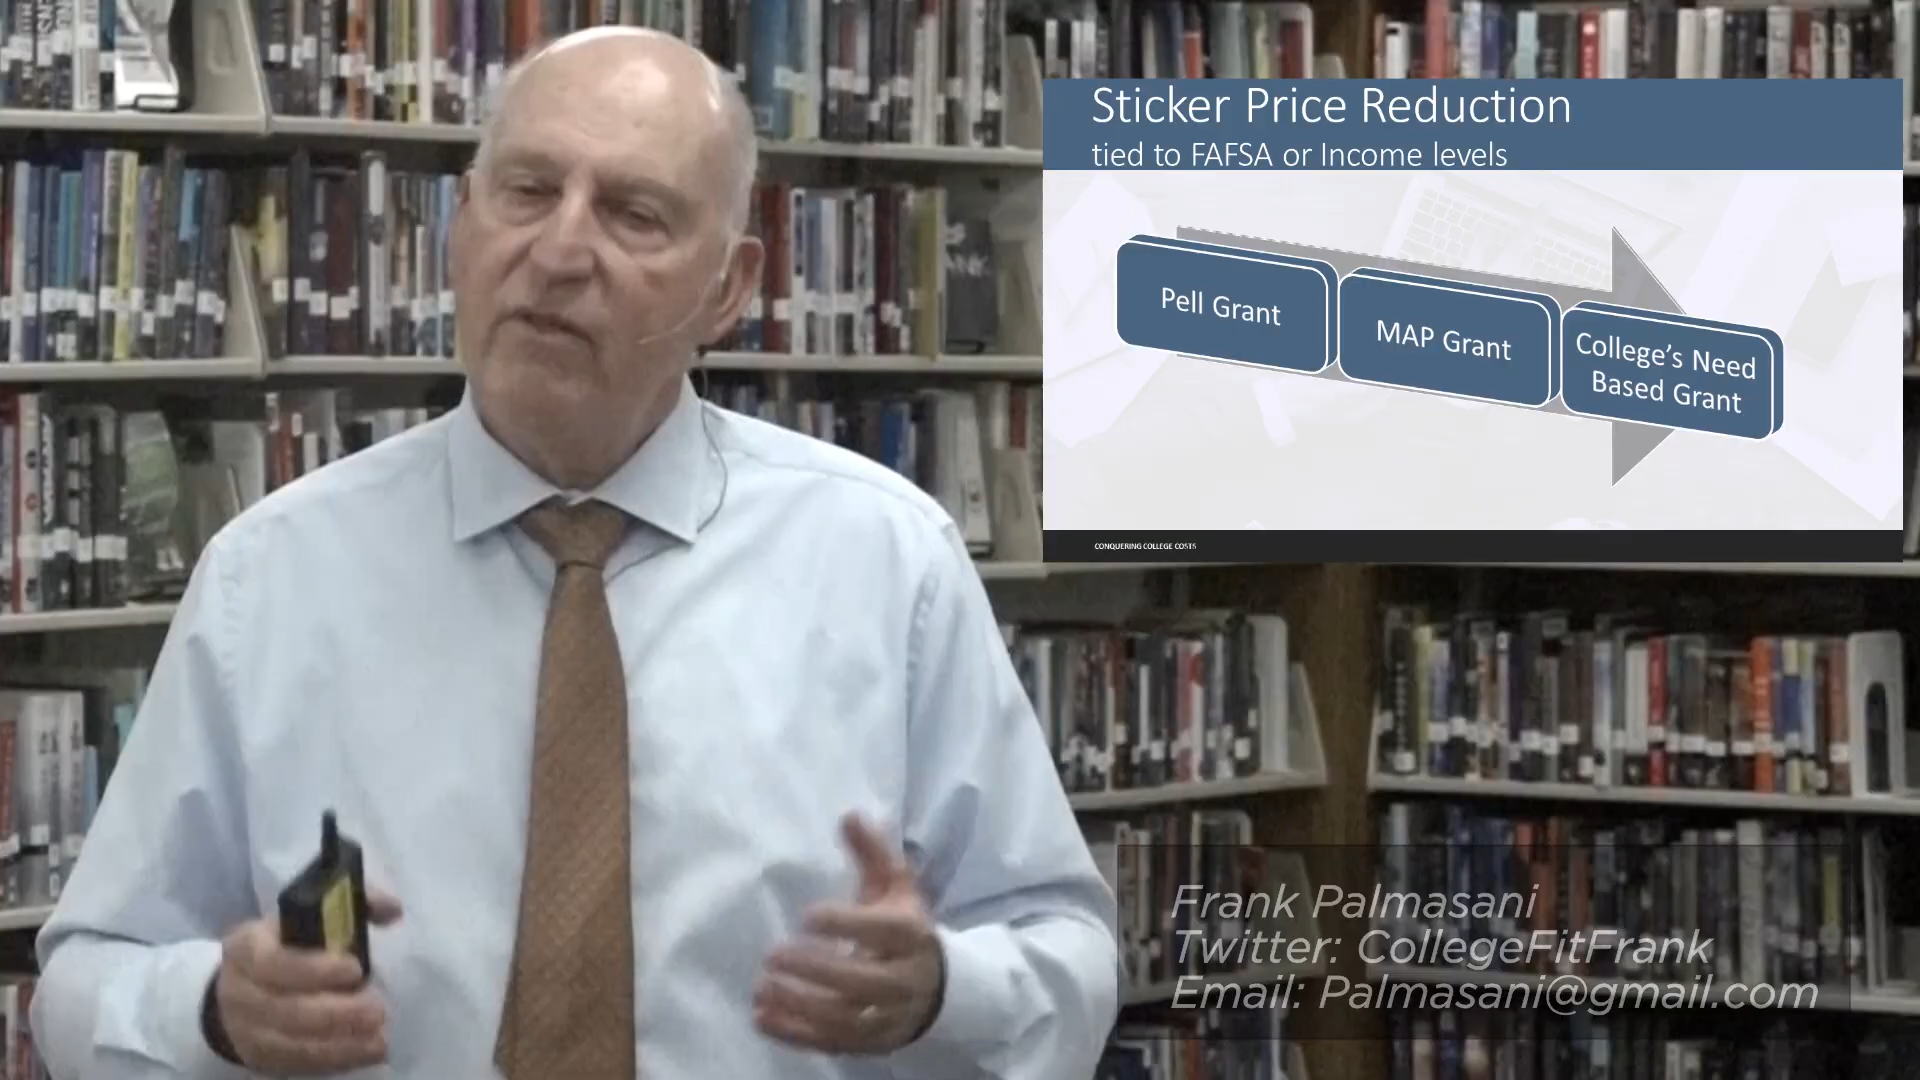 Sticker Price Reduction
tied to FAFSA or Income levels
Pell Grant
MAP Grant
College's Need
Based Grant
CONQUERING COLLEGE COSTS
Frank Palmasani
Twitter: CollegeFitFrank
Email: Palmasani@gmail.com